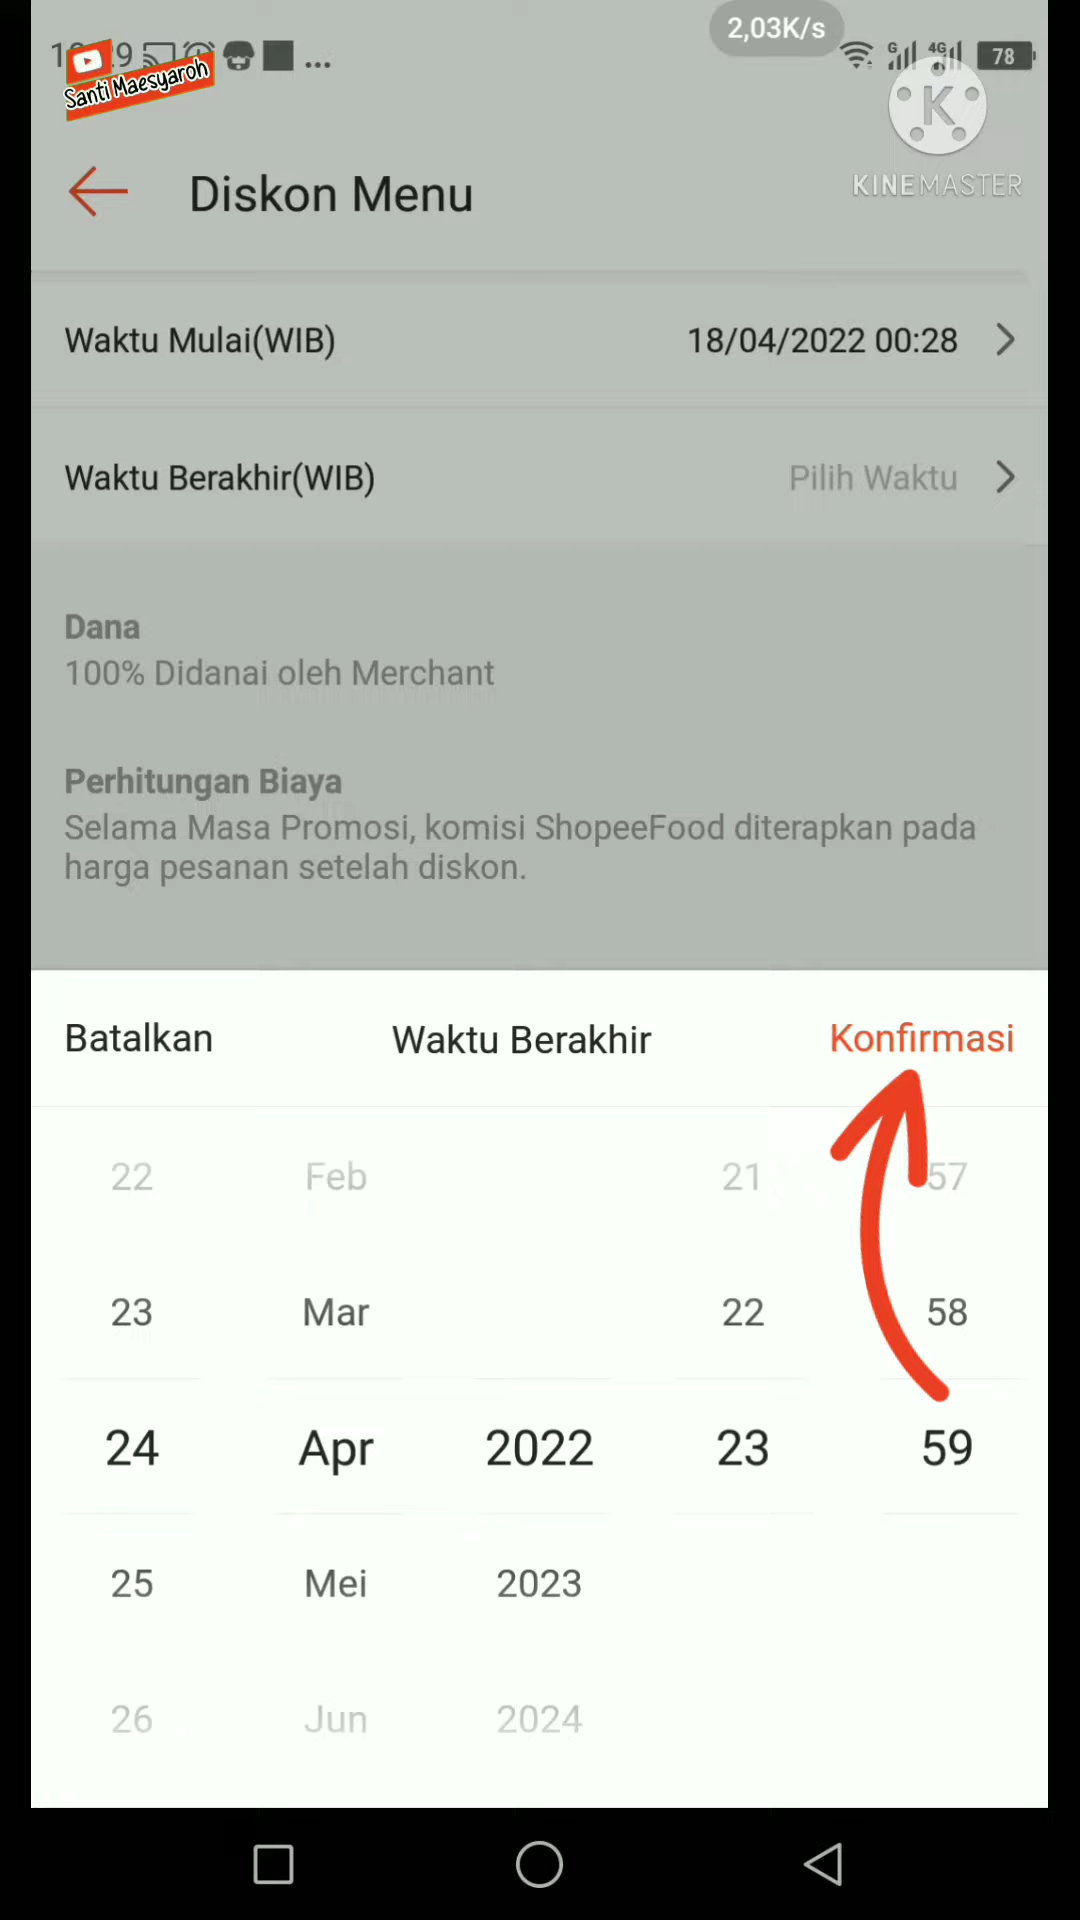 2,03K/s
G 4G 78
Santi Maesyaroh
K
KINEMASTER
Diskon Menu
Waktu Mulai(WIB) 18/04/2022 00:28
Waktu Berakhir(WIB) Pilih Waktu
Dana
100% Didanai oleh Merchant
Perhitungan Biaya
Selama Masa Promosi, komisi ShopeeFood diterapkan pada
harga pesanan setelah diskon.
Batalkan Waktu Berakhir Konfirmasi
22 Feb 21 57
23 Mar 22 58
24 Apr 2022 23 59
25 Mei 2023
26 Jun 2024